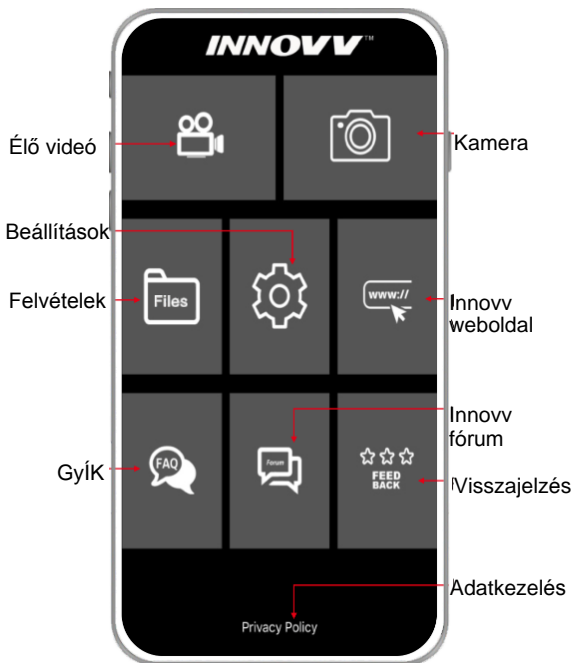 INNOVV™
Élő videó
Kamera
Beállítások
Felvételek
Files
www://
Innovv
weboldal
Innovv
fórum
GyÍK
FAQ
Forum
FEED
BACK
Visszajelzés
Adatkezelés
Privacy Policy